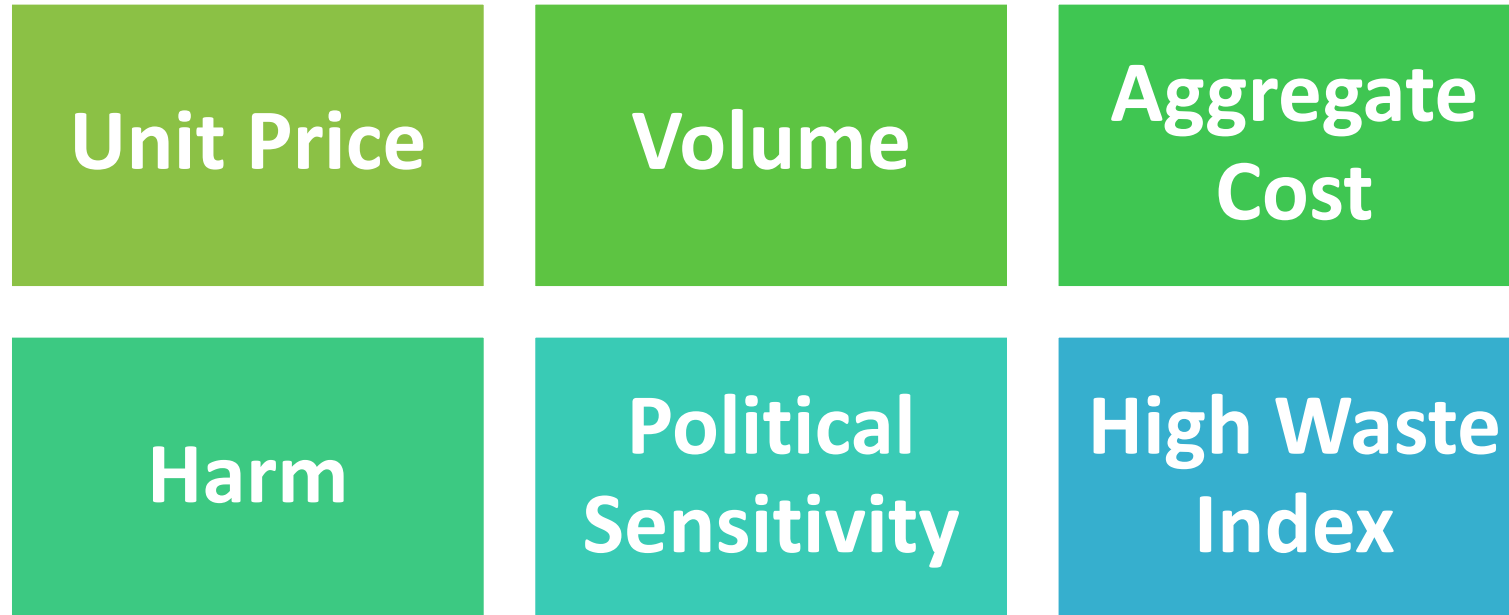 Unit Price
Volume
Aggregate
Cost
Harm
Political
Sensitivity
High Waste
Index